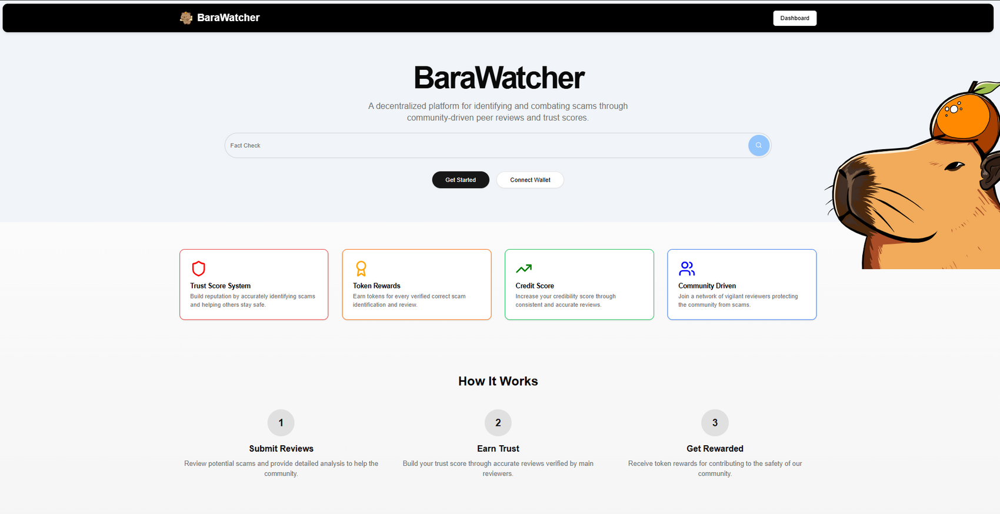 BaraWatcher
Dashboard
BaraWatcher
A decentralized platform for identifying and combating scams through
community-driven peer reviews and trust scores.
Fact Check
Get Started
Connect Wallet
Trust Score System
Build reputation by accurately identifying scams
and helping others stay safe.
Token Rewards
Earn tokens for every verified correct scam
identification and review.
Credit Score
Increase your credibility score through
consistent and accurate reviews.
Community Driven
Join a network of vigilant reviewers protecting
the community from scams.
How It Works
1
Submit Reviews
Review potential scams and provide detailed analysis to help the
community.
2
Earn Trust
Build your trust score through accurate reviews verified by main
reviewers.
3
Get Rewarded
Receive token rewards for contributing to the safety of our
community.